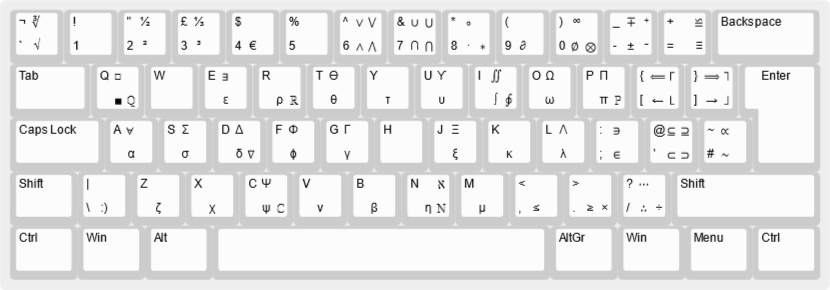 ¬ ∛ ! " ½ £ ⅓ $ % ^ ∨ ⋁ & ∪ ⋃ * ∘ ( ) ∞ _ ∓ ⁺ + ≌ Backspace
` √ 1 2 ² 3 ³ 4 € 5 6 ∧ ⋀ 7 ∩ ⋂ 8 · ∗ 9 ∂ 0 ∅ ⊗ - ± ⁻ = ≡
Tab Q □ W E ∃ R T Θ Y U ϒ I ∬ O Ω P Π { ⟸ ⌈ } ⟹ ⌉ Enter
■ ℚ ε ρ ℝ θ τ υ ∫ ∮ ω π ℙ [ ← ⌊ ] → ⌋
Caps Lock A ∀ S Σ D Δ F Φ G Γ H J Ξ K L Λ : ∍ @ ⊆ ⊇ ~ ∝
α σ δ ∇ ϕ γ ξ κ λ ; ∊ ' ⊂ ⊃ # ∼
Shift | Z X C Ψ V B N ℵ M < > ? ⋯ Shift
\ :) ζ χ ψ ℂ ν β η ℕ μ , ≤ . ≥ × / ∴ ÷
Ctrl Win Alt AltGr Win Menu Ctrl